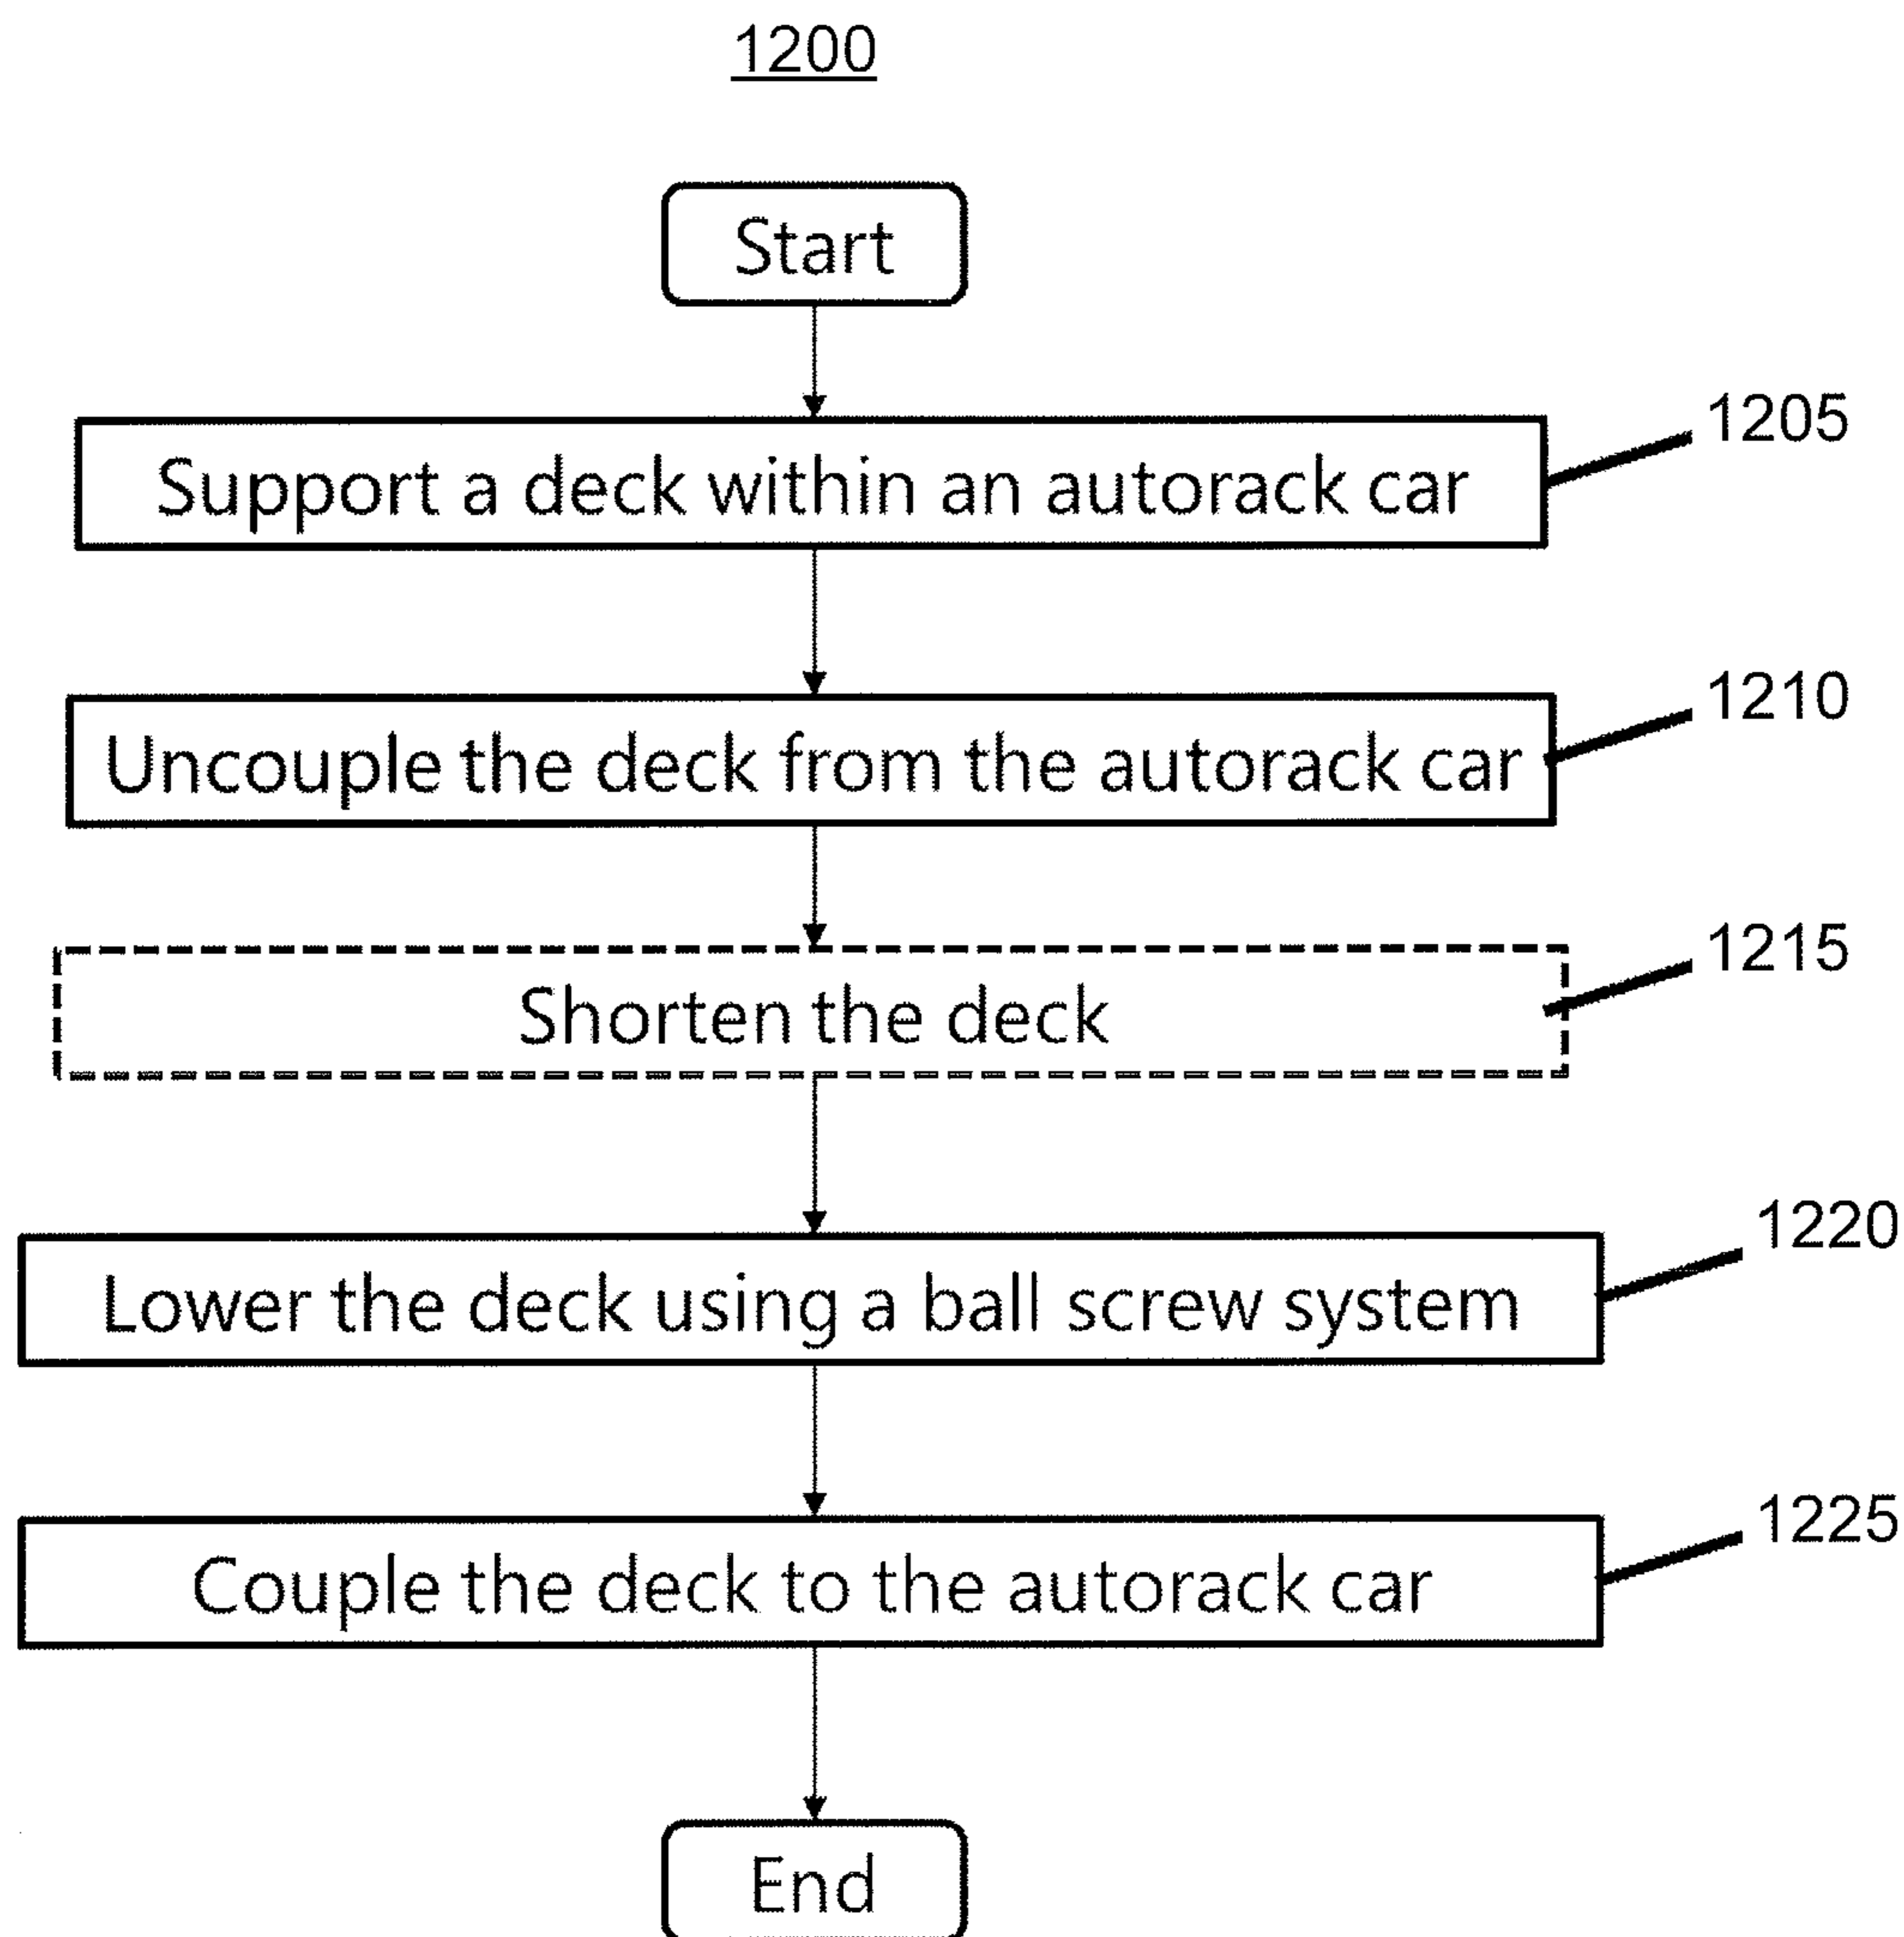 1200
Start
Support a deck within an autorack car
1205
Uncouple the deck from the autorack car
1210
Shorten the deck
1215
Lower the deck using a ball screw system
1220
Couple the deck to the autorack car
1225
End